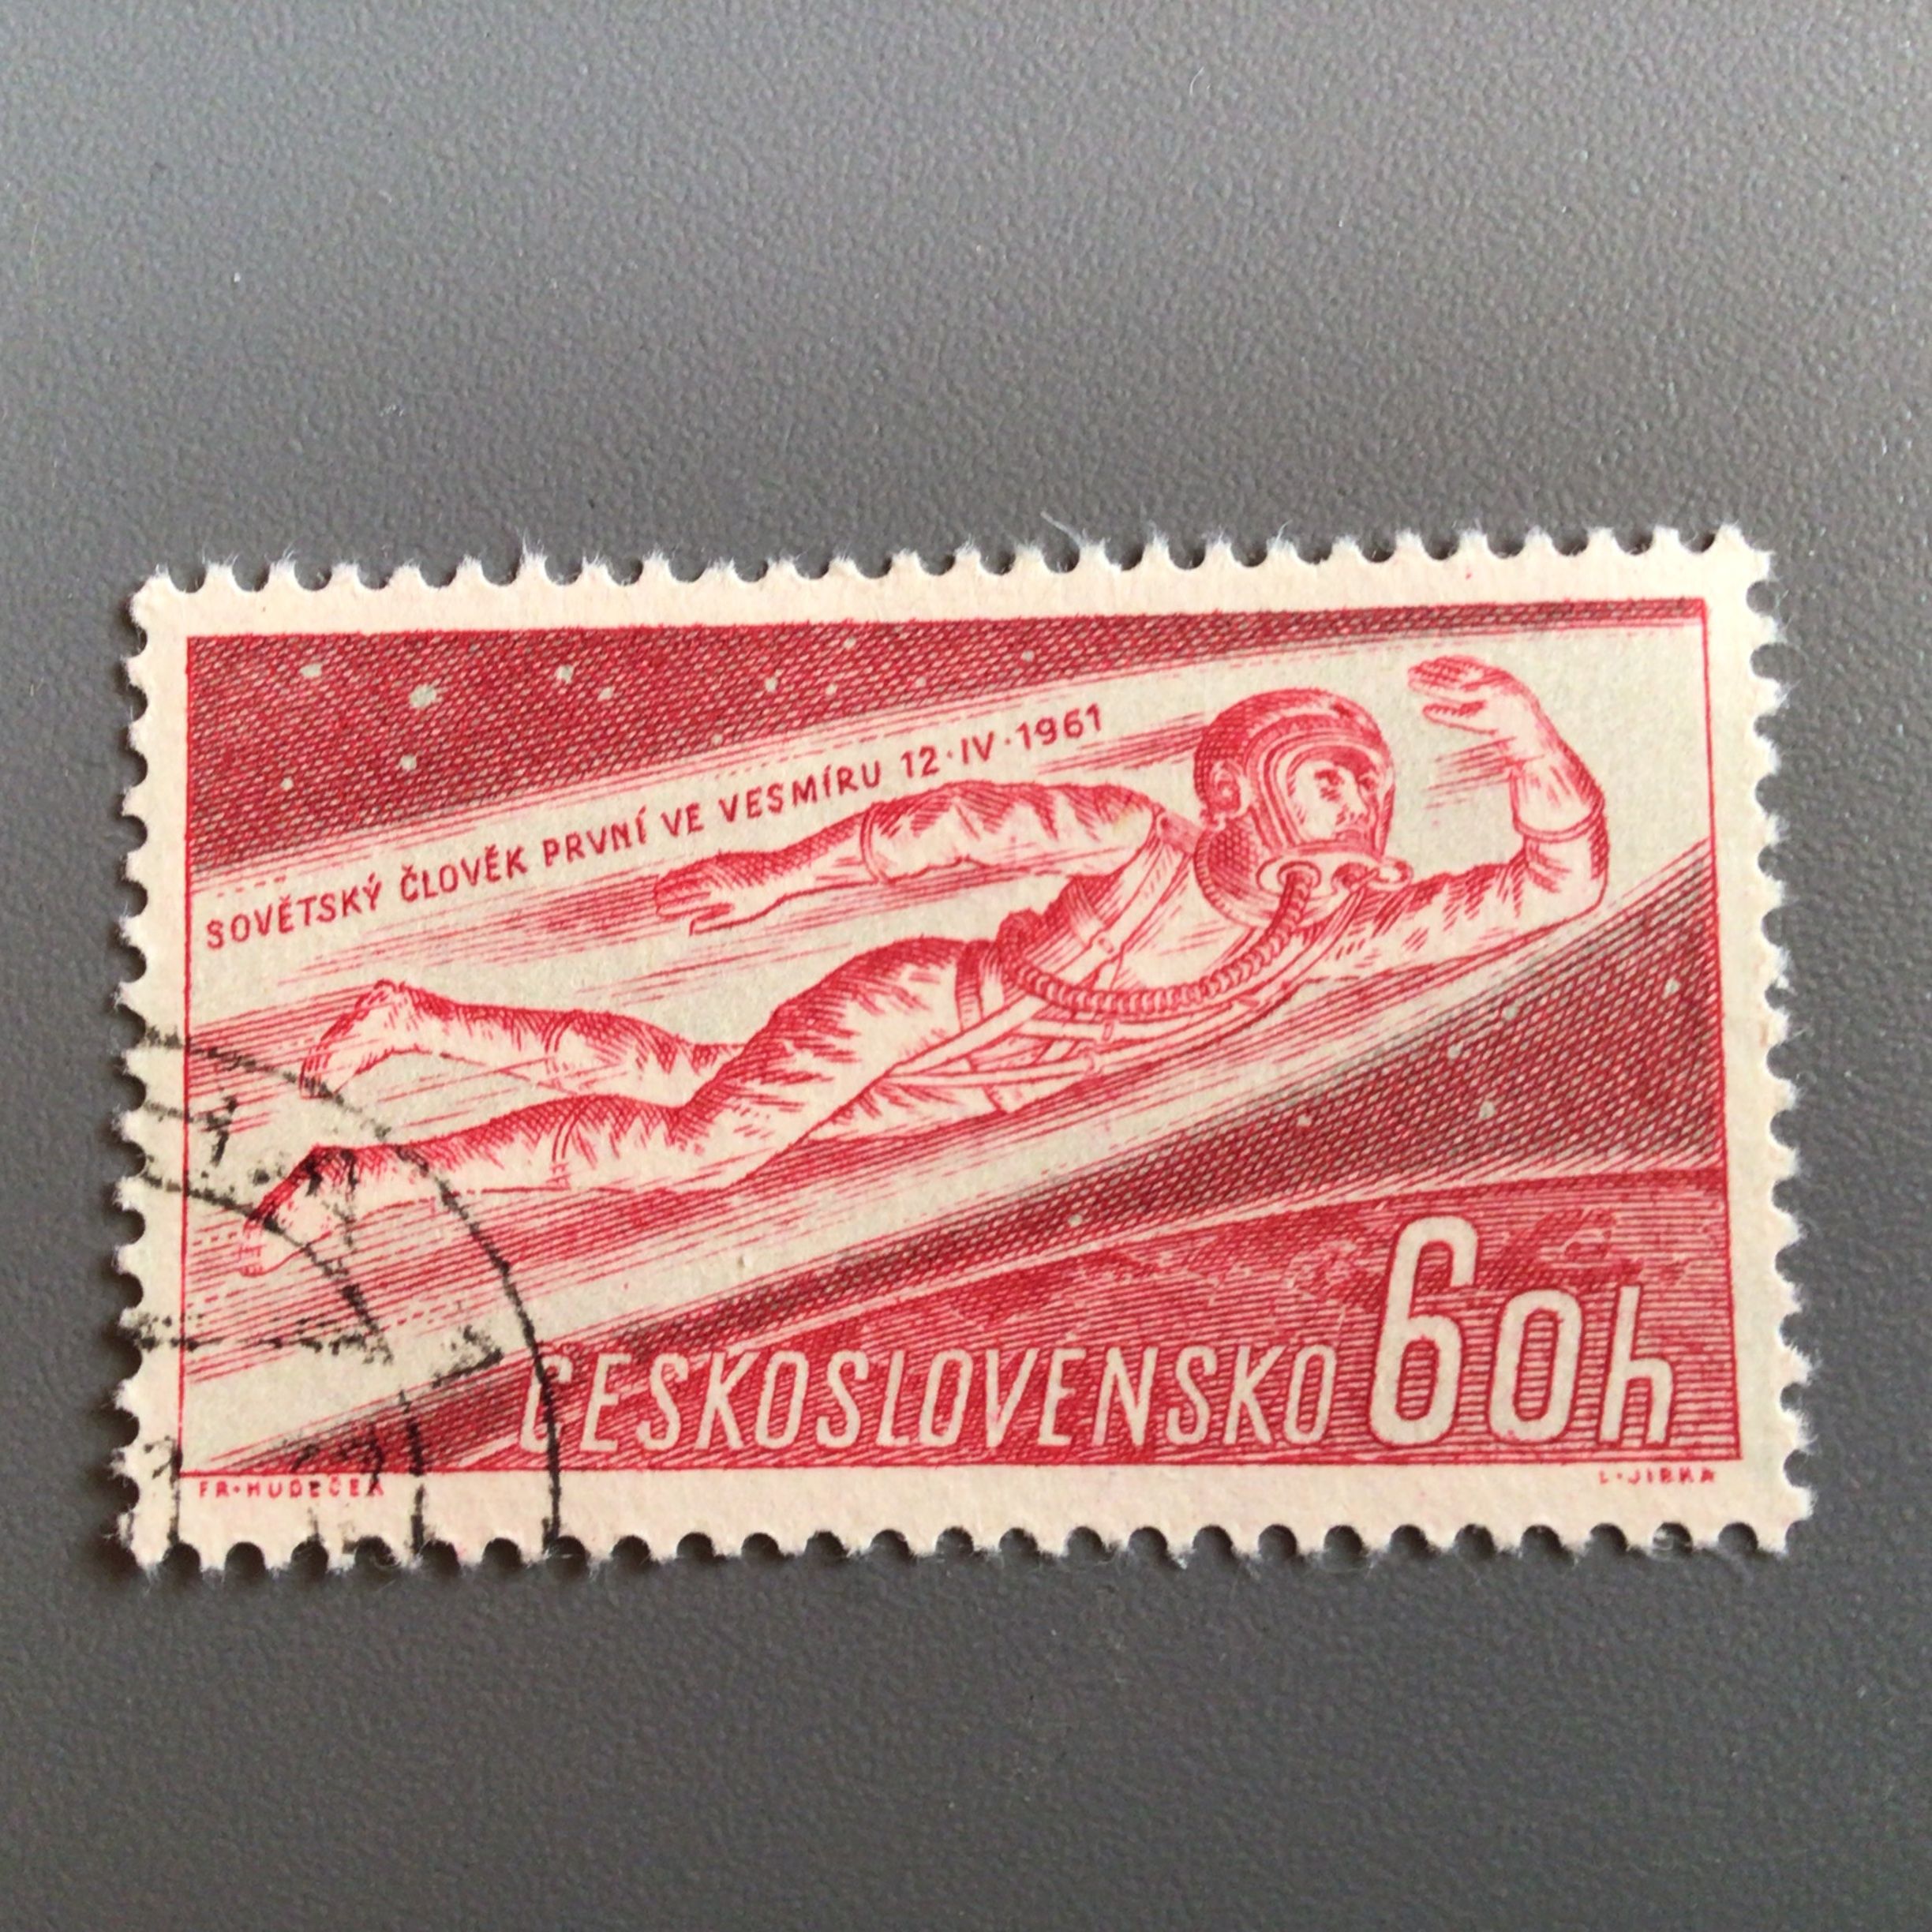 SOVĚTSKÝ ČLOVĚK PRVNÍ VE VESMÍRU 12·IV·1961
ČESKOSLOVENSKO 60h
FR·HUDEČEK L·JIRKA